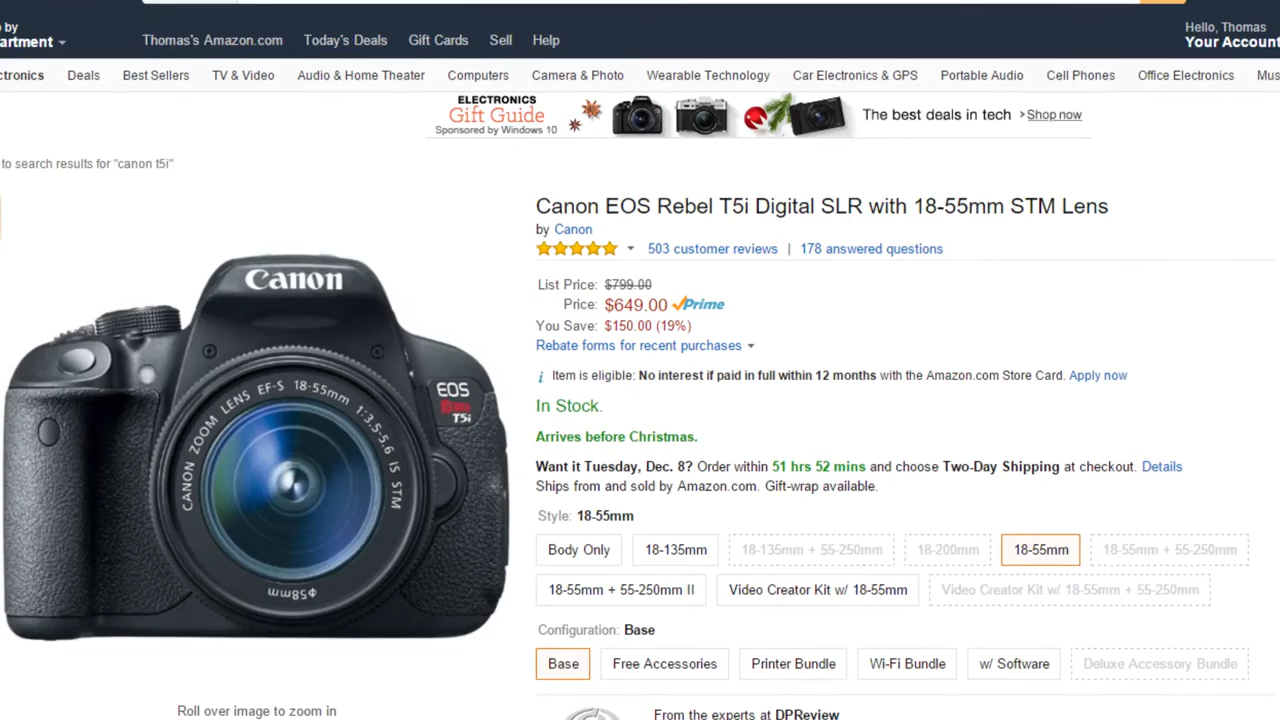 o by
artment
Thomas's Amazon.com Today's Deals Gift Cards Sell Help
Hello, Thomas
Your Account
ctronics Deals Best Sellers TV & Video Audio & Home Theater Computers Camera & Photo Wearable Technology Car Electronics & GPS Portable Audio Cell Phones Office Electronics Mus
ELECTRONICS
Gift Guide
Sponsored by Windows 10
The best deals in tech >Shop now
to search results for "canon t5i"
Canon EOS Rebel T5i Digital SLR with 18-55mm STM Lens
by Canon
503 customer reviews | 178 answered questions
List Price: $799.00
Price: $649.00 Prime
You Save: $150.00 (19%)
Rebate forms for recent purchases
i Item is eligible: No interest if paid in full within 12 months with the Amazon.com Store Card. Apply now
In Stock.
Arrives before Christmas.
Want it Tuesday, Dec. 8? Order within 51 hrs 52 mins and choose Two-Day Shipping at checkout. Details
Ships from and sold by Amazon.com. Gift-wrap available.
Style: 18-55mm
Body Only 18-135mm 18-135mm + 55-250mm 18-200mm 18-55mm 18-55mm + 55-250mm
18-55mm + 55-250mm II Video Creator Kit w/ 18-55mm Video Creator Kit w/ 18-55mm + 55-250mm
Configuration: Base
Base Free Accessories Printer Bundle Wi-Fi Bundle w/ Software Deluxe Accessory Bundle
From the experts at DPReview
Canon
EOS
T5i
CANON ZOOM LENS EF-S 18-55mm 1:3.5-5.6 IS STM
ø58mm
Roll over image to zoom in